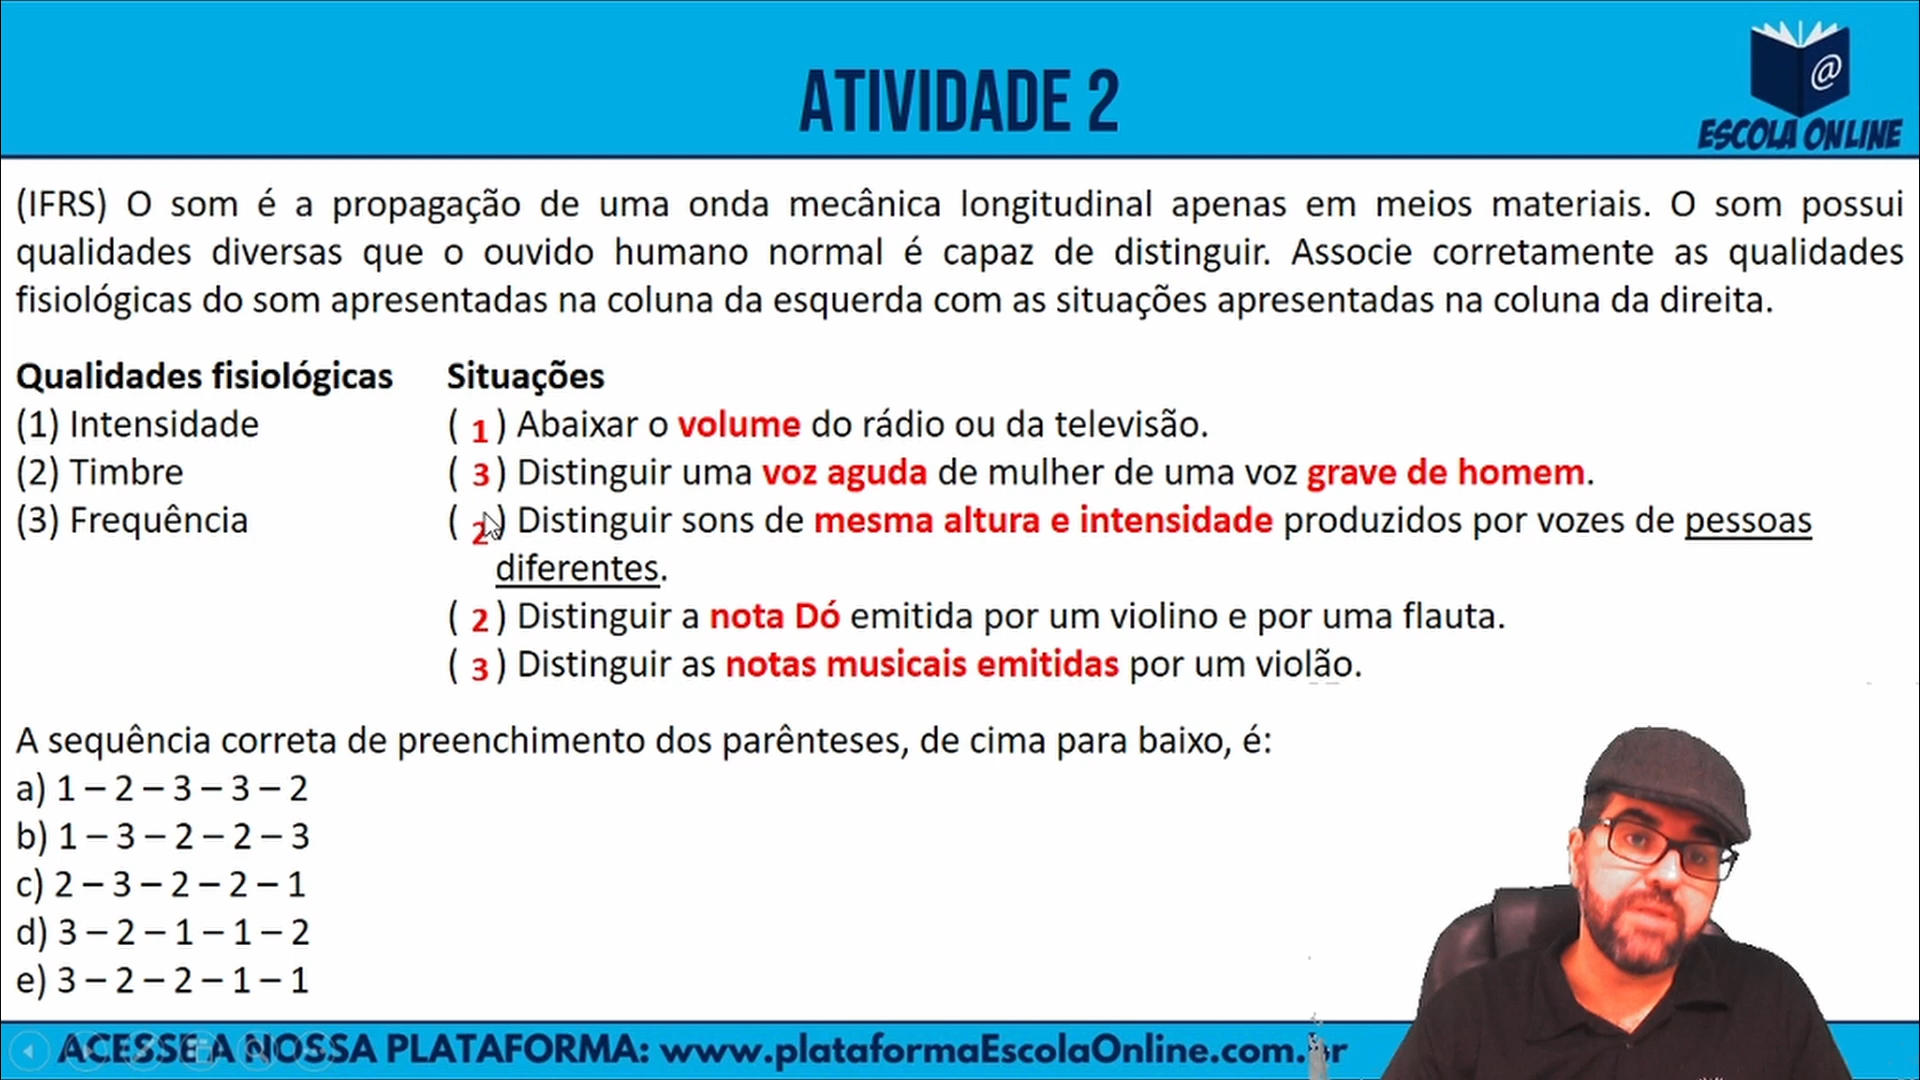 ATIVIDADE 2
@
ESCOLA ONLINE
(IFRS) O som é a propagação de uma onda mecânica longitudinal apenas em meios materiais. O som possui
qualidades diversas que o ouvido humano normal é capaz de distinguir. Associe corretamente as qualidades
fisiológicas do som apresentadas na coluna da esquerda com as situações apresentadas na coluna da direita.
Qualidades fisiológicas
(1) Intensidade
(2) Timbre
(3) Frequência
Situações
( 1 ) Abaixar o volume do rádio ou da televisão.
( 3 ) Distinguir uma voz aguda de mulher de uma voz grave de homem.
( 2 ) Distinguir sons de mesma altura e intensidade produzidos por vozes de pessoas
diferentes.
( 2 ) Distinguir a nota Dó emitida por um violino e por uma flauta.
( 3 ) Distinguir as notas musicais emitidas por um violão.
A sequência correta de preenchimento dos parênteses, de cima para baixo, é:
a) 1 – 2 – 3 – 3 – 2
b) 1 – 3 – 2 – 2 – 3
c) 2 – 3 – 2 – 2 – 1
d) 3 – 2 – 1 – 1 – 2
e) 3 – 2 – 2 – 1 – 1
ACESSE A NOSSA PLATAFORMA: www.plataformaEscolaOnline.com.br